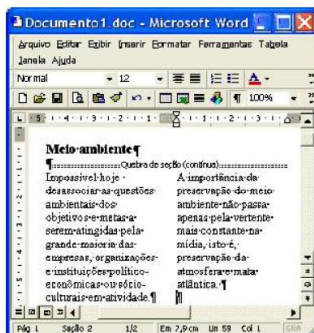 Documento1.doc - Microsoft Word
Arquivo Editar Exibir Inserir Formatar Ferramentas Tabela
Janela Ajuda
Normal 12
100%
Meio-ambiente¶
Quebra de seção (contínua)
Impossível hoje
desassociar as questões
ambientais dos
objetivos e metas a
serem atingidas pela
grande maioria das
empresas, organizações
e instituições político-
econômicas ou sócio-
culturais em atividade.¶
A importância da
preservação do meio
ambiente não passa
apenas pela vertente
mais constante na
mídia, isto é,
preservação da
atmosfera e mata
atlântica.¶
Pág 1 Seção 2 1/2 Em 7,9cm Lin 59 Col 1 GRA